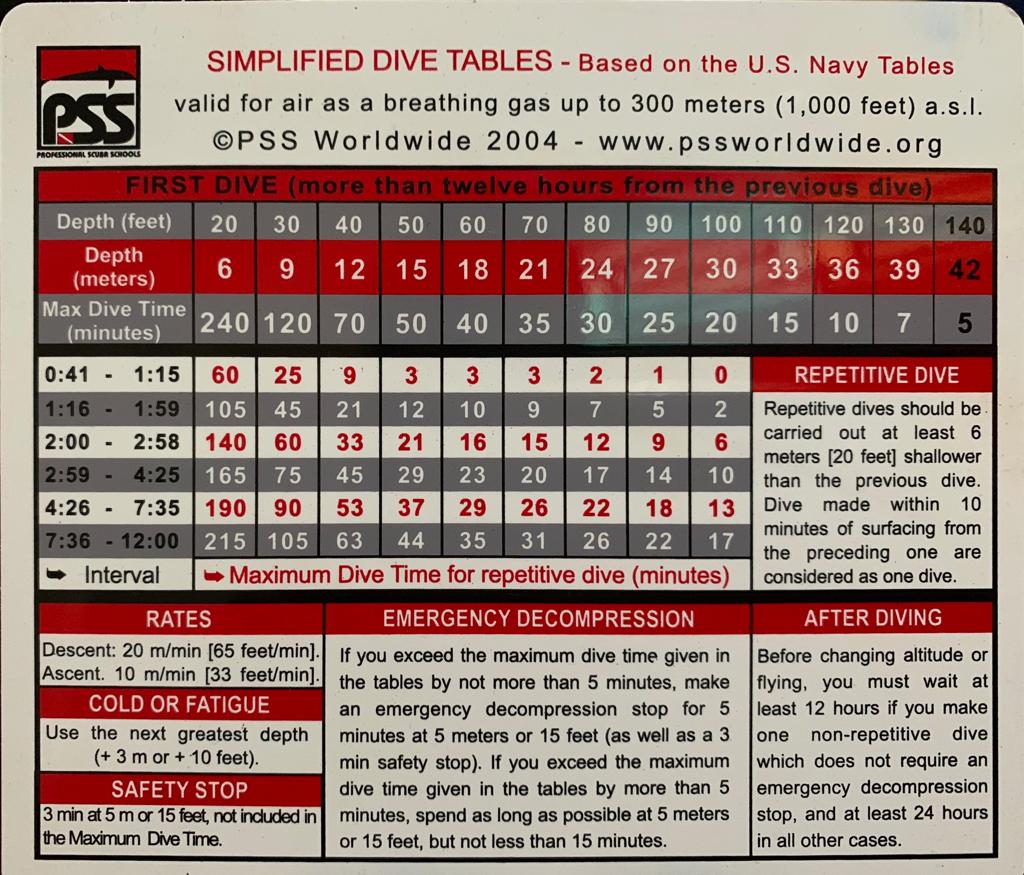 PSS
PROFESSIONAL SCUBA SCHOOLS
SIMPLIFIED DIVE TABLES - Based on the U.S. Navy Tables
valid for air as a breathing gas up to 300 meters (1,000 feet) a.s.l.
©PSS Worldwide 2004 - www.pssworldwide.org
FIRST DIVE (more than twelve hours from the previous dive)
Depth (feet) 20 30 40 50 60 70 80 90 100 110 120 130 140
Depth
(meters) 6 9 12 15 18 21 24 27 30 33 36 39 42
Max Dive Time
(minutes) 240 120 70 50 40 35 30 25 20 15 10 7 5
0:41 - 1:15 60 25 9 3 3 3 2 1 0
1:16 - 1:59 105 45 21 12 10 9 7 5 2
2:00 - 2:58 140 60 33 21 16 15 12 9 6
2:59 - 4:25 165 75 45 29 23 20 17 14 10
4:26 - 7:35 190 90 53 37 29 26 22 18 13
7:36 - 12:00 215 105 63 44 35 31 26 22 17
Interval Maximum Dive Time for repetitive dive (minutes)
REPETITIVE DIVE
Repetitive dives should be
carried out at least 6
meters [20 feet] shallower
than the previous dive.
Dive made within 10
minutes of surfacing from
the preceding one are
considered as one dive.
RATES
Descent: 20 m/min [65 feet/min].
Ascent. 10 m/min [33 feet/min].
COLD OR FATIGUE
Use the next greatest depth
(+ 3 m or + 10 feet).
SAFETY STOP
3 min at 5 m or 15 feet, not included in
the Maximum Dive Time.
EMERGENCY DECOMPRESSION
If you exceed the maximum dive time given in
the tables by not more than 5 minutes, make
an emergency decompression stop for 5
minutes at 5 meters or 15 feet (as well as a 3
min safety stop). If you exceed the maximum
dive time given in the tables by more than 5
minutes, spend as long as possible at 5 meters
or 15 feet, but not less than 15 minutes.
AFTER DIVING
Before changing altitude or
flying, you must wait at
least 12 hours if you make
one non-repetitive dive
which does not require an
emergency decompression
stop, and at least 24 hours
in all other cases.